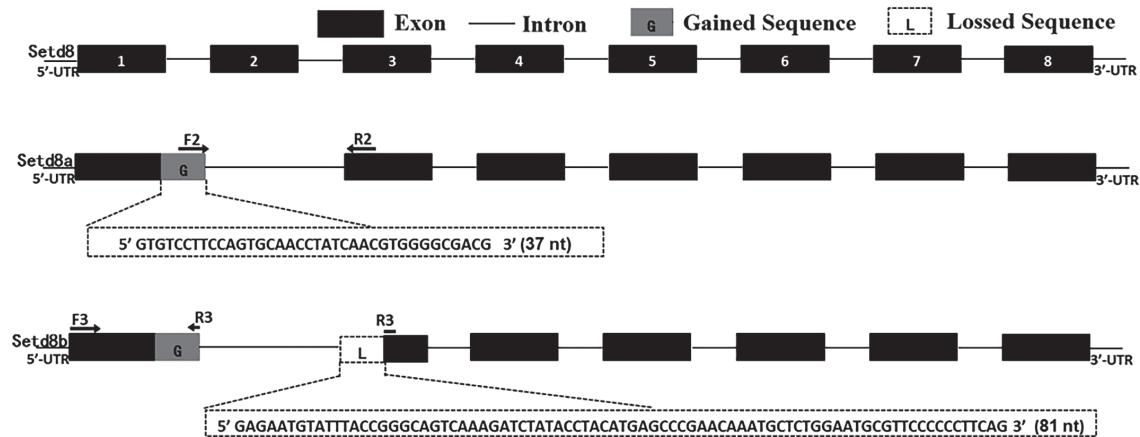 Exon Intron G Gained Sequence L Lossed Sequence
Setd8 5′-UTR 1 2 3 4 5 6 7 8 3′-UTR
F2 R2
Setd8a 5′-UTR G 3′-UTR
5′ GTGTCCTTCCAGTGCAACCTATCAACGTGGGGCGACG 3′ (37 nt)
F3 R3 R3
Setd8b 5′-UTR G L 3′-UTR
5′ GAGAATGTATTTACCGGGCAGTCAAAGATCTATACCTACATGAGCCCGAACAAATGCTCTGGAATGCGTTCCCCCCTTCAG 3′ (81 nt)